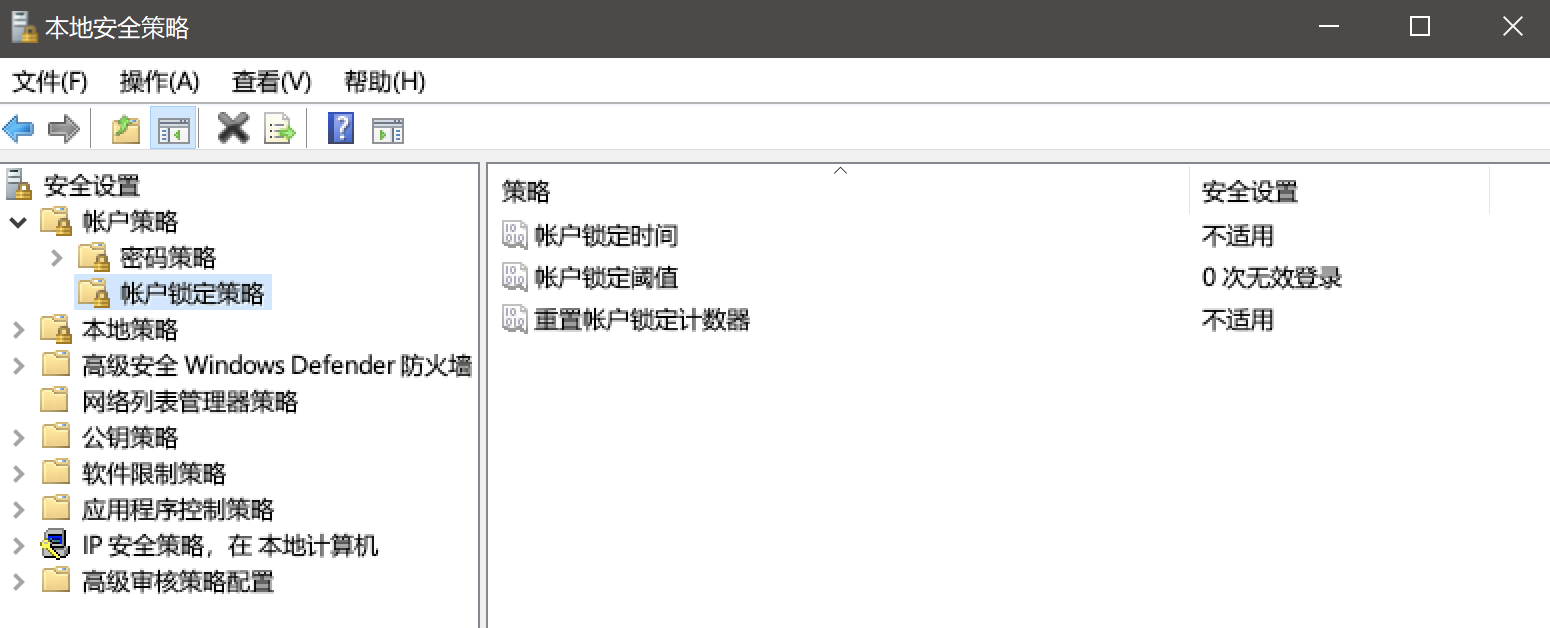 本地安全策略
文件(F) 操作(A) 查看(V) 帮助(H)
安全设置
帐户策略
密码策略
帐户锁定策略
本地策略
高级安全 Windows Defender 防火墙
网络列表管理器策略
公钥策略
软件限制策略
应用程序控制策略
IP 安全策略，在 本地计算机
高级审核策略配置
策略 安全设置
帐户锁定时间 不适用
帐户锁定阈值 0 次无效登录
重置帐户锁定计数器 不适用